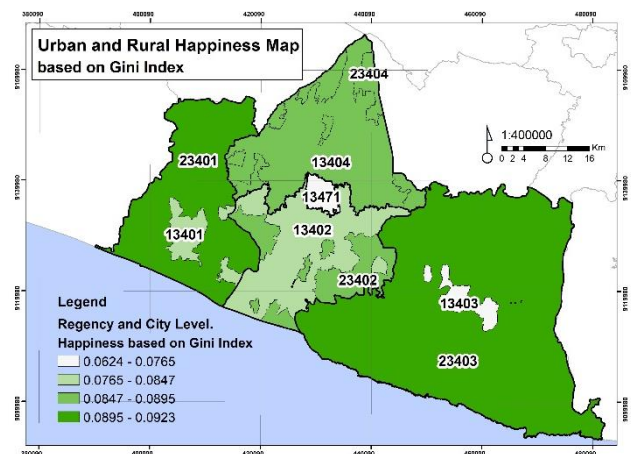 Urban and Rural Happiness Map
based on Gini Index
23404
1:400000
Km
0 2 4 8 12 16
23401
13404
13471
13401
13402
23402
13403
23403
Legend
Regency and City Level.
Happiness based on Gini Index
0.0624 - 0.0765
0.0765 - 0.0847
0.0847 - 0.0895
0.0895 - 0.0923